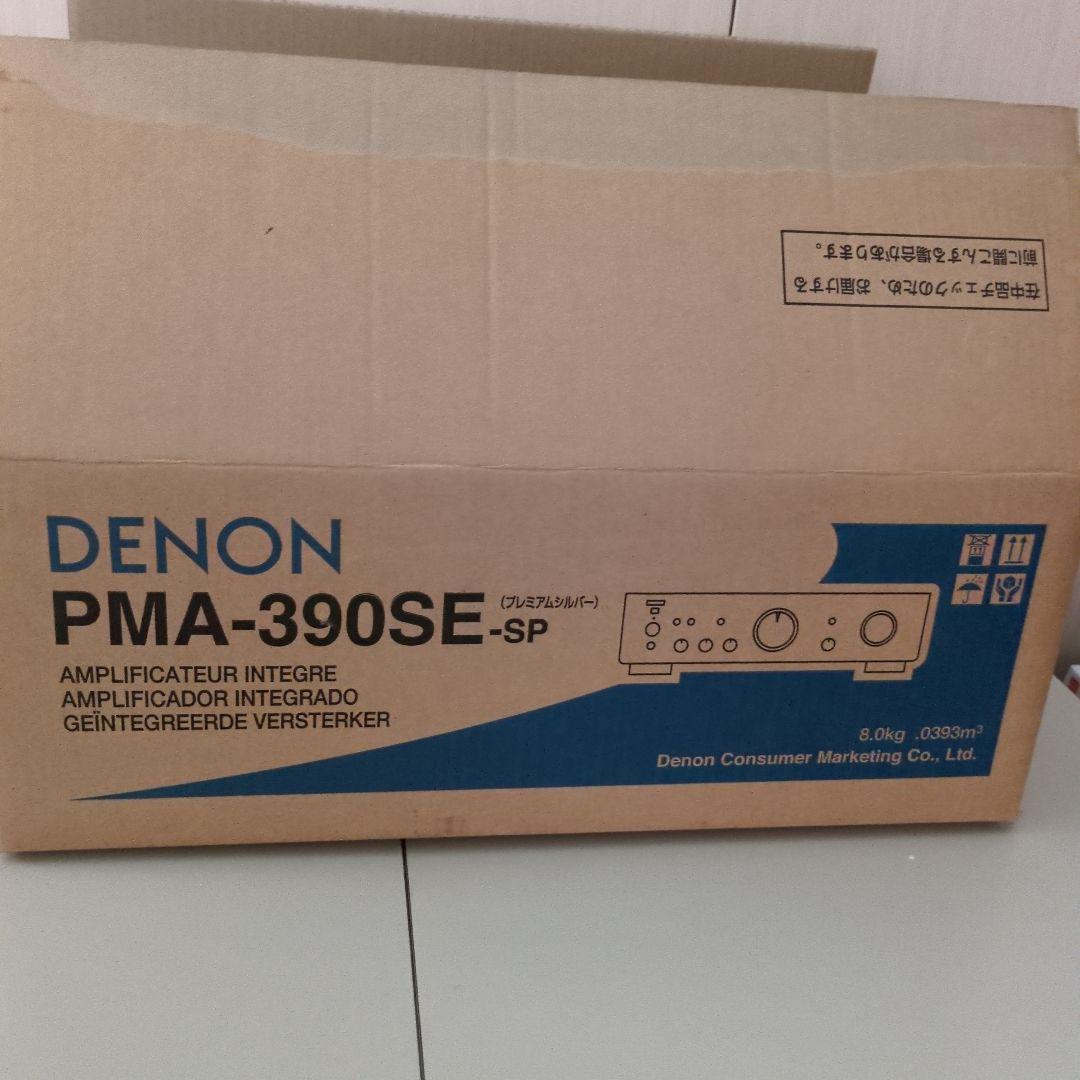 在中品チェックのため、お届けする
前に開こんする場合があります。
DENON
PMA-390SE-SP
(プレミアムシルバー)
AMPLIFICATEUR INTEGRE
AMPLIFICADOR INTEGRADO
GEÏNTEGREERDE VERSTERKER
8.0kg .0393m³
Denon Consumer Marketing Co., Ltd.